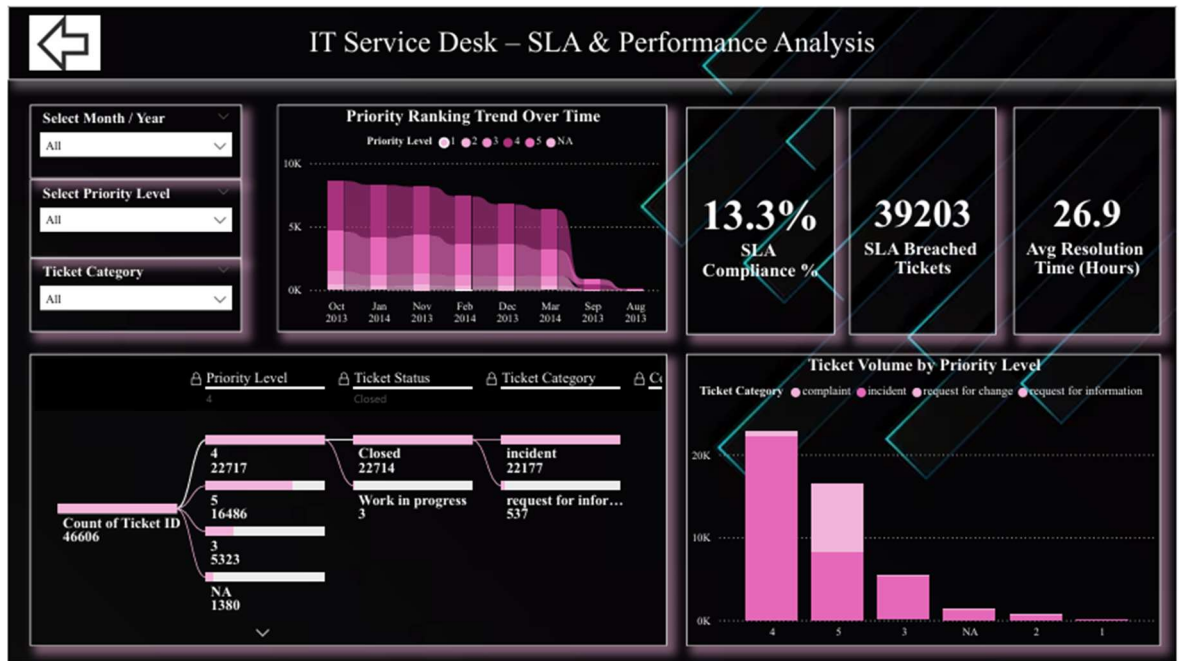 IT Service Desk – SLA & Performance Analysis
Select Month / Year
All
Select Priority Level
All
Ticket Category
All
Priority Ranking Trend Over Time
Priority Level 1 2 3 4 5 NA
10K
5K
0K
Oct 2013
Jan 2014
Nov 2013
Feb 2014
Dec 2013
Mar 2014
Sep 2013
Aug 2013
13.3%
SLA
Compliance %
39203
SLA Breached
Tickets
26.9
Avg Resolution
Time (Hours)
Priority Level
4
Ticket Status
Closed
Ticket Category
Count of Ticket ID
46606
4
22717
5
16486
3
5323
NA
1380
Closed
22714
Work in progress
3
incident
22177
request for infor...
537
Ticket Volume by Priority Level
Ticket Category complaint incident request for change request for information
20K
10K
0K
4 5 3 NA 2 1